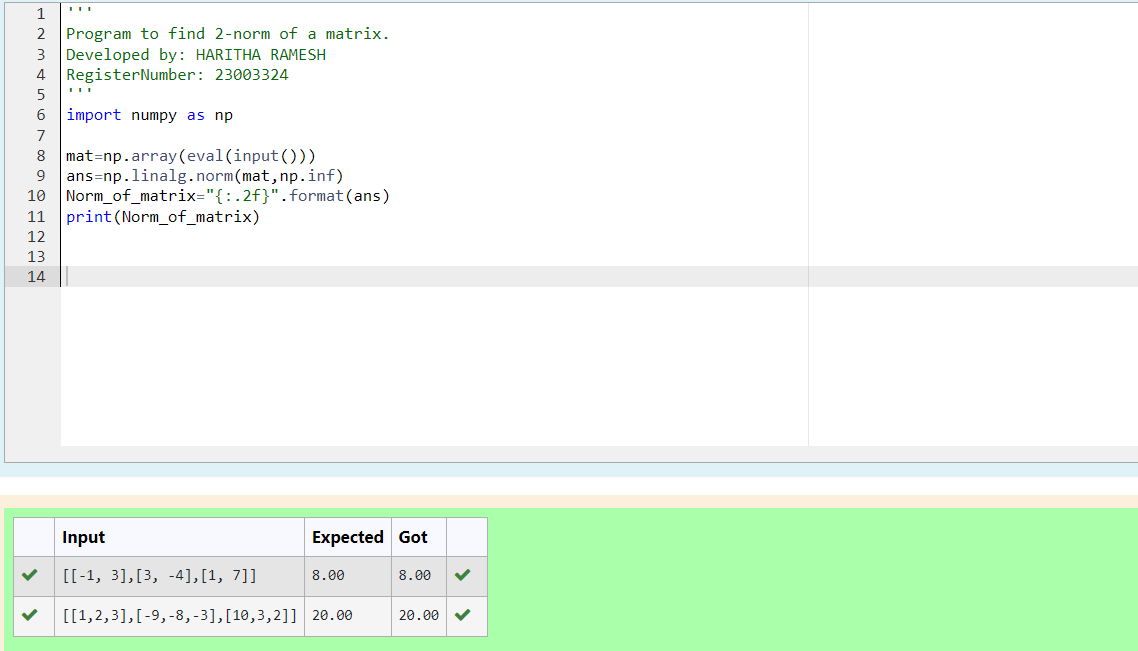 1 '''
2 Program to find 2-norm of a matrix.
3 Developed by: HARITHA RAMESH
4 RegisterNumber: 23003324
5 '''
6 import numpy as np
7
8 mat=np.array(eval(input()))
9 ans=np.linalg.norm(mat,np.inf)
10 Norm_of_matrix="{:.2f}".format(ans)
11 print(Norm_of_matrix)
12
13
14
Input Expected Got
[[-1, 3],[3, -4],[1, 7]] 8.00 8.00
[[1,2,3],[-9,-8,-3],[10,3,2]] 20.00 20.00